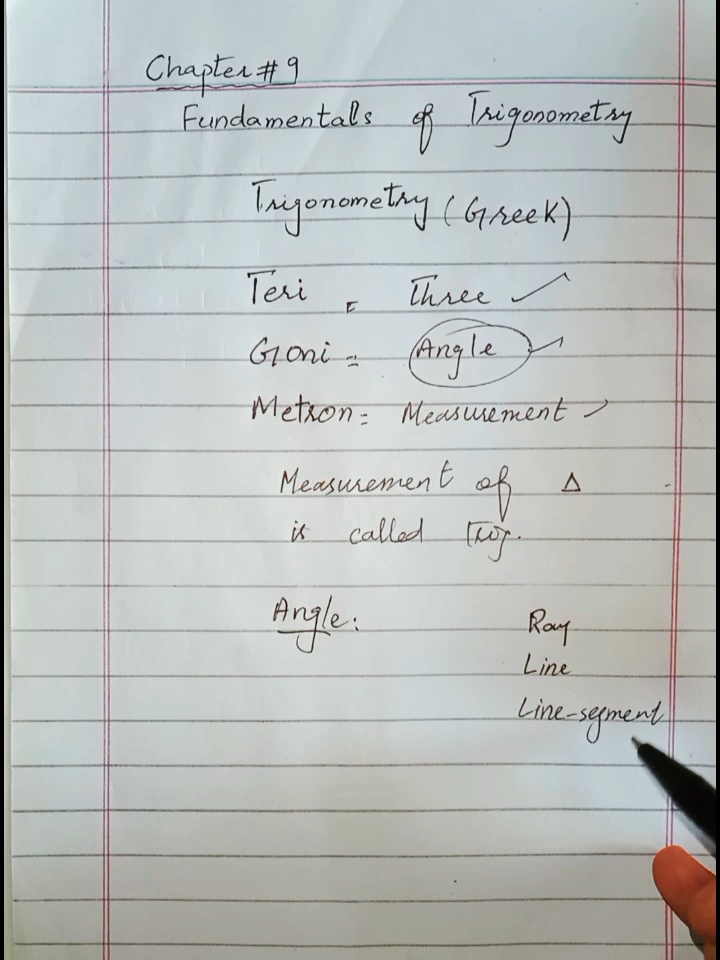 Chapter # 9
Fundamentals of Trigonometry
Trigonometry (Greek)
Teri = Three
Goni = Angle
Metron = Measurement
Measurement of Δ
is called Trig.
Angle:
Ray
Line
Line-segment